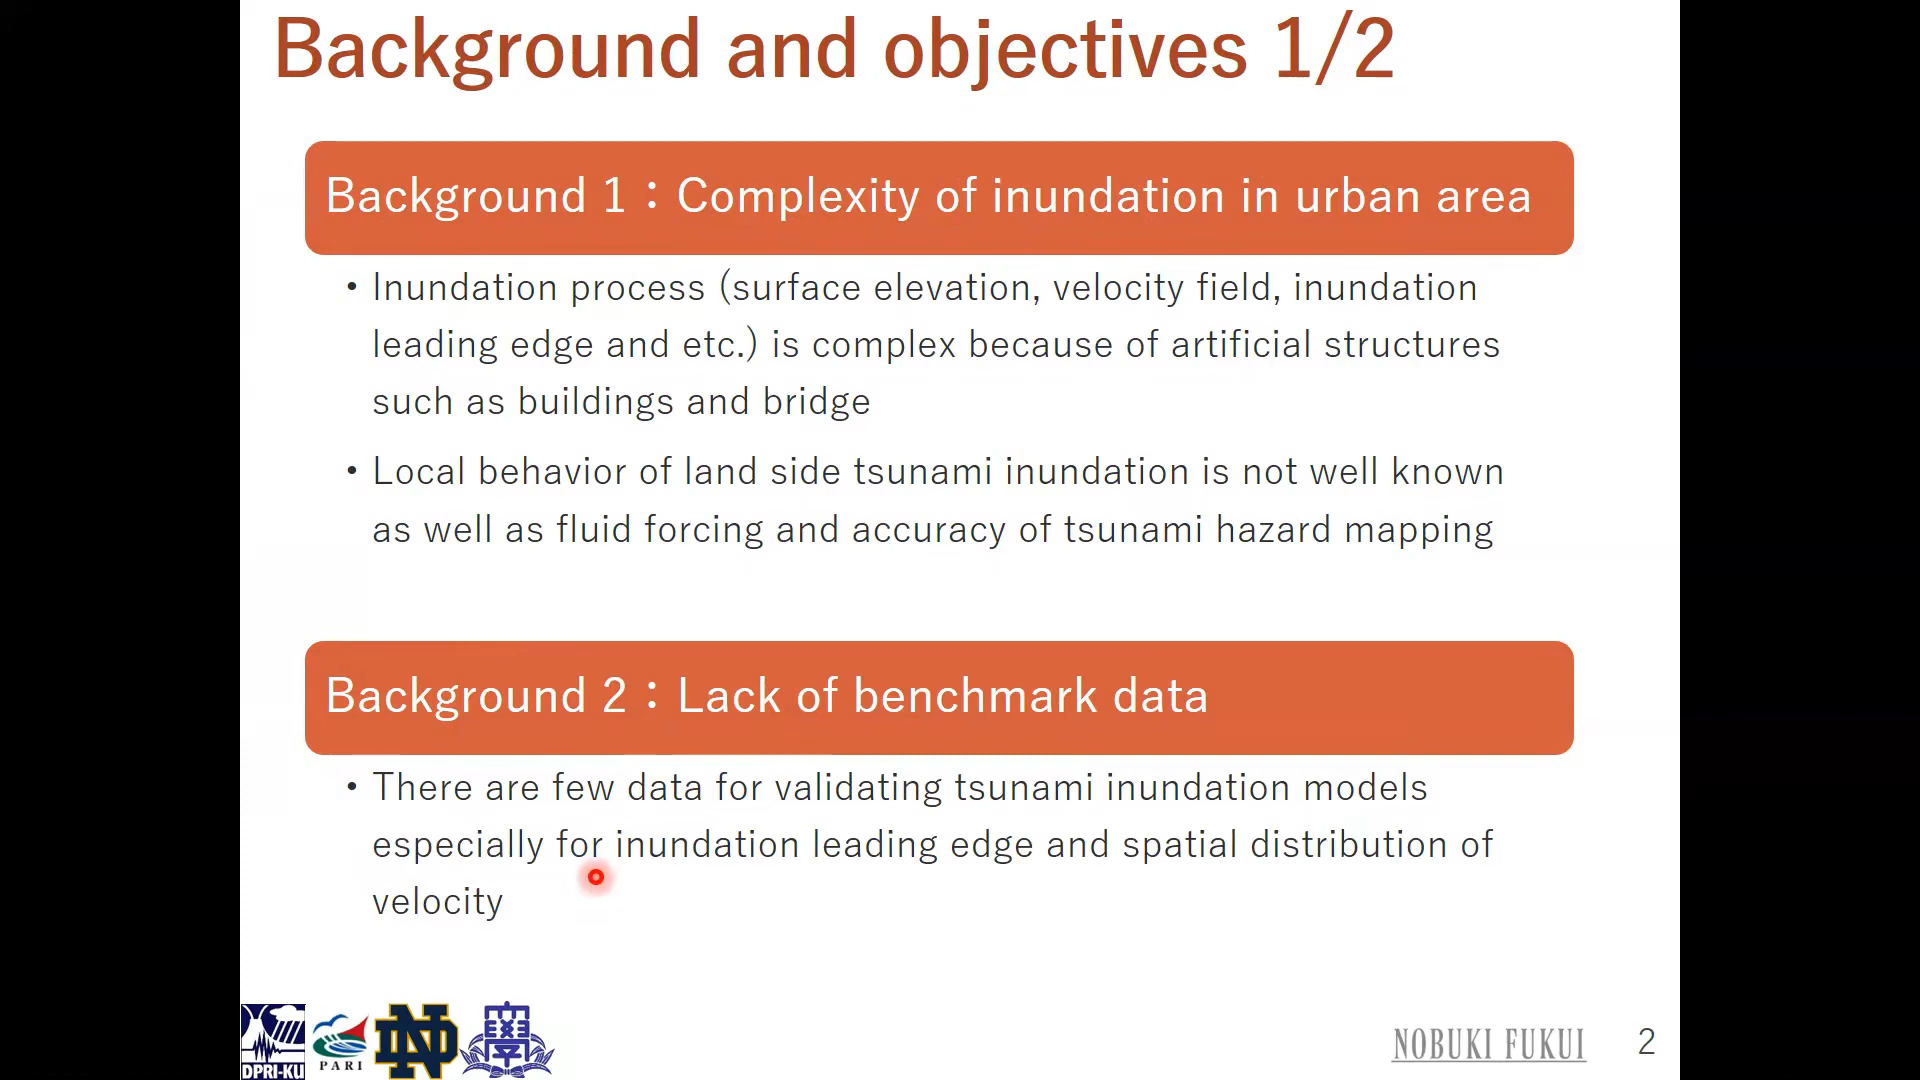 Background and objectives 1/2
Background 1：Complexity of inundation in urban area
• Inundation process (surface elevation, velocity field, inundation
leading edge and etc.) is complex because of artificial structures
such as buildings and bridge
• Local behavior of land side tsunami inundation is not well known
as well as fluid forcing and accuracy of tsunami hazard mapping
Background 2：Lack of benchmark data
• There are few data for validating tsunami inundation models
especially for inundation leading edge and spatial distribution of
velocity
DPRI-KU
PARI
ND
NOBUKI FUKUI
2